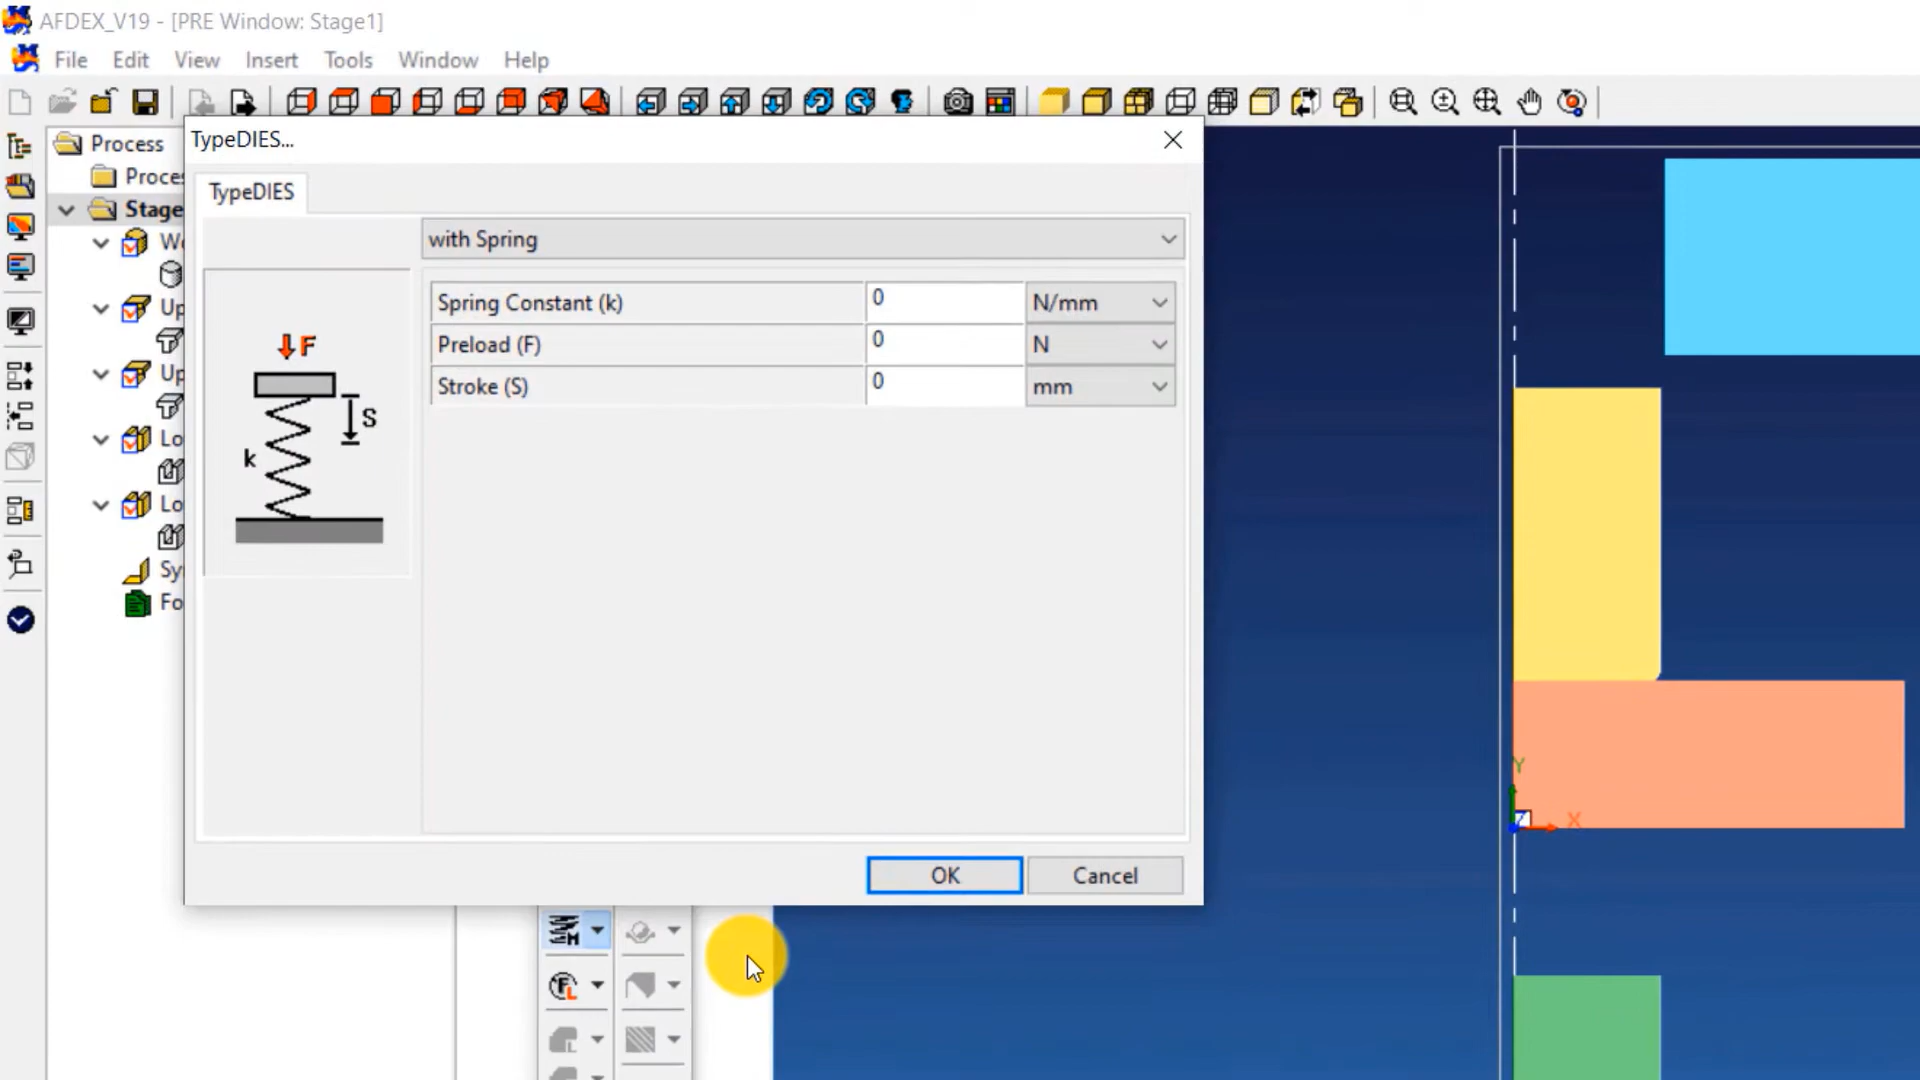 AFDEX_V19 - [PRE Window: Stage1]
File Edit View Insert Tools Window Help
TypeDIES...
Process
TypeDIES
Stage
with Spring
Spring Constant (k) 0 N/mm
F
Preload (F) 0 N
Stroke (S) 0 mm
S
k
Y
X
Z
OK Cancel
M
FL
L